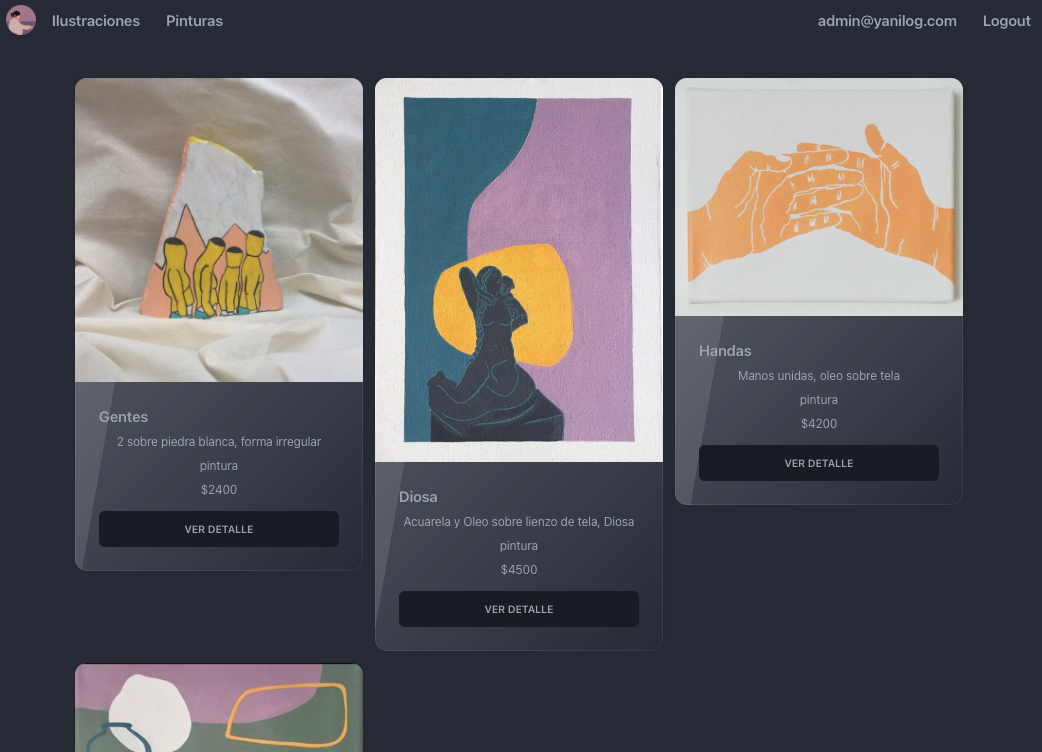 Ilustraciones
Pinturas
admin@yanilog.com
Logout
Gentes
2 sobre piedra blanca, forma irregular
pintura
$2400
VER DETALLE
Diosa
Acuarela y Oleo sobre lienzo de tela, Diosa
pintura
$4500
VER DETALLE
Handas
Manos unidas, oleo sobre tela
pintura
$4200
VER DETALLE